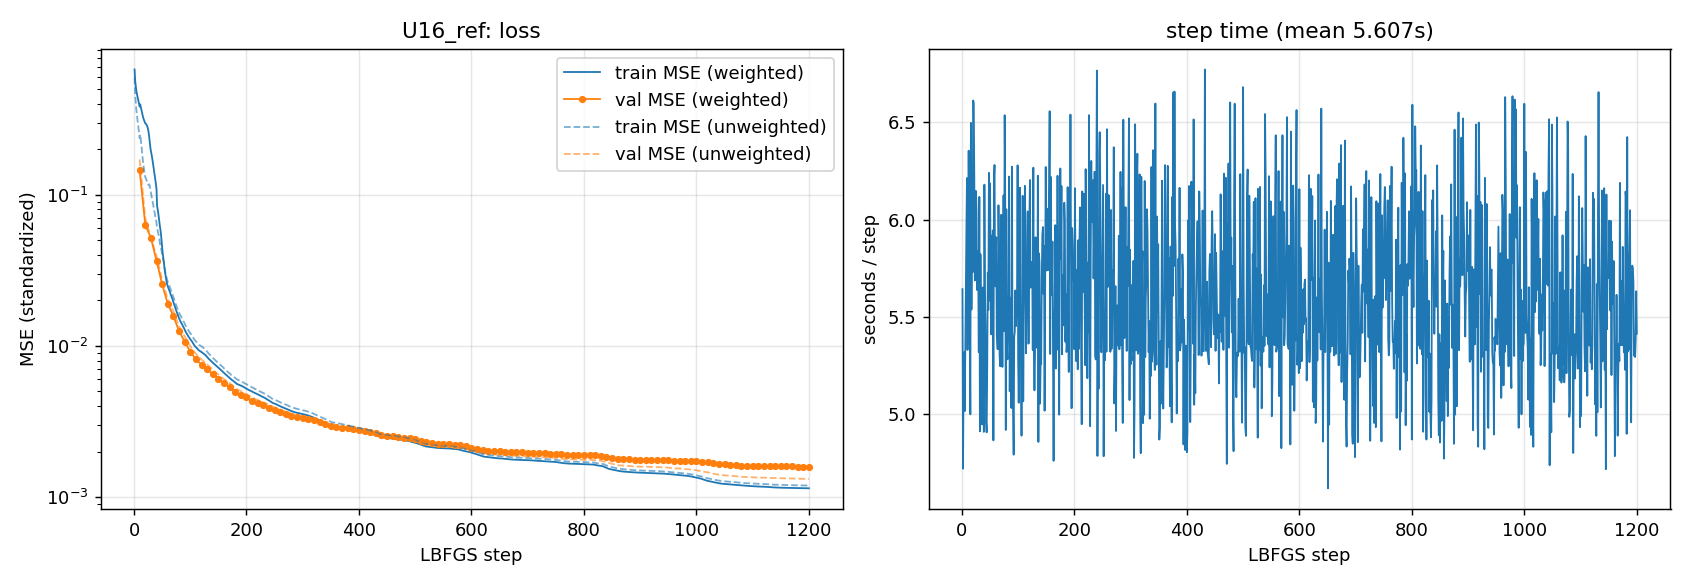 U16_ref: loss
train MSE (weighted)
val MSE (weighted)
train MSE (unweighted)
val MSE (unweighted)
MSE (standardized)
10⁻¹
10⁻²
10⁻³
0 200 400 600 800 1000 1200
LBFGS step
step time (mean 5.607s)
seconds / step
6.5
6.0
5.5
5.0
0 200 400 600 800 1000 1200
LBFGS step